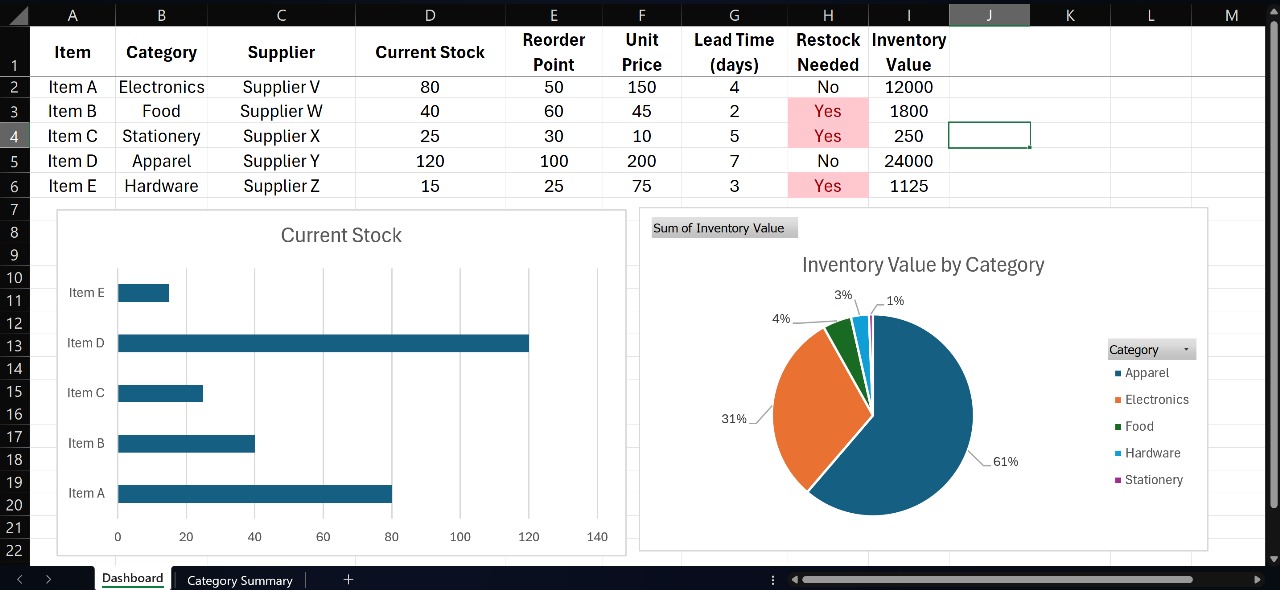 A B C D E F G H I J K L M
1 Item Category Supplier Current Stock Reorder Point Unit Price Lead Time (days) Restock Needed Inventory Value
2 Item A Electronics Supplier V 80 50 150 4 No 12000
3 Item B Food Supplier W 40 60 45 2 Yes 1800
4 Item C Stationery Supplier X 25 30 10 5 Yes 250
5 Item D Apparel Supplier Y 120 100 200 7 No 24000
6 Item E Hardware Supplier Z 15 25 75 3 Yes 1125
7
8
9
10
11
12
13
14
15
16
17
18
19
20
21
22
Current Stock
Item E
Item D
Item C
Item B
Item A
0 20 40 60 80 100 120 140
Sum of Inventory Value
Inventory Value by Category
3% 1%
4%
31%
61%
Category
Apparel
Electronics
Food
Hardware
Stationery
Dashboard Category Summary +